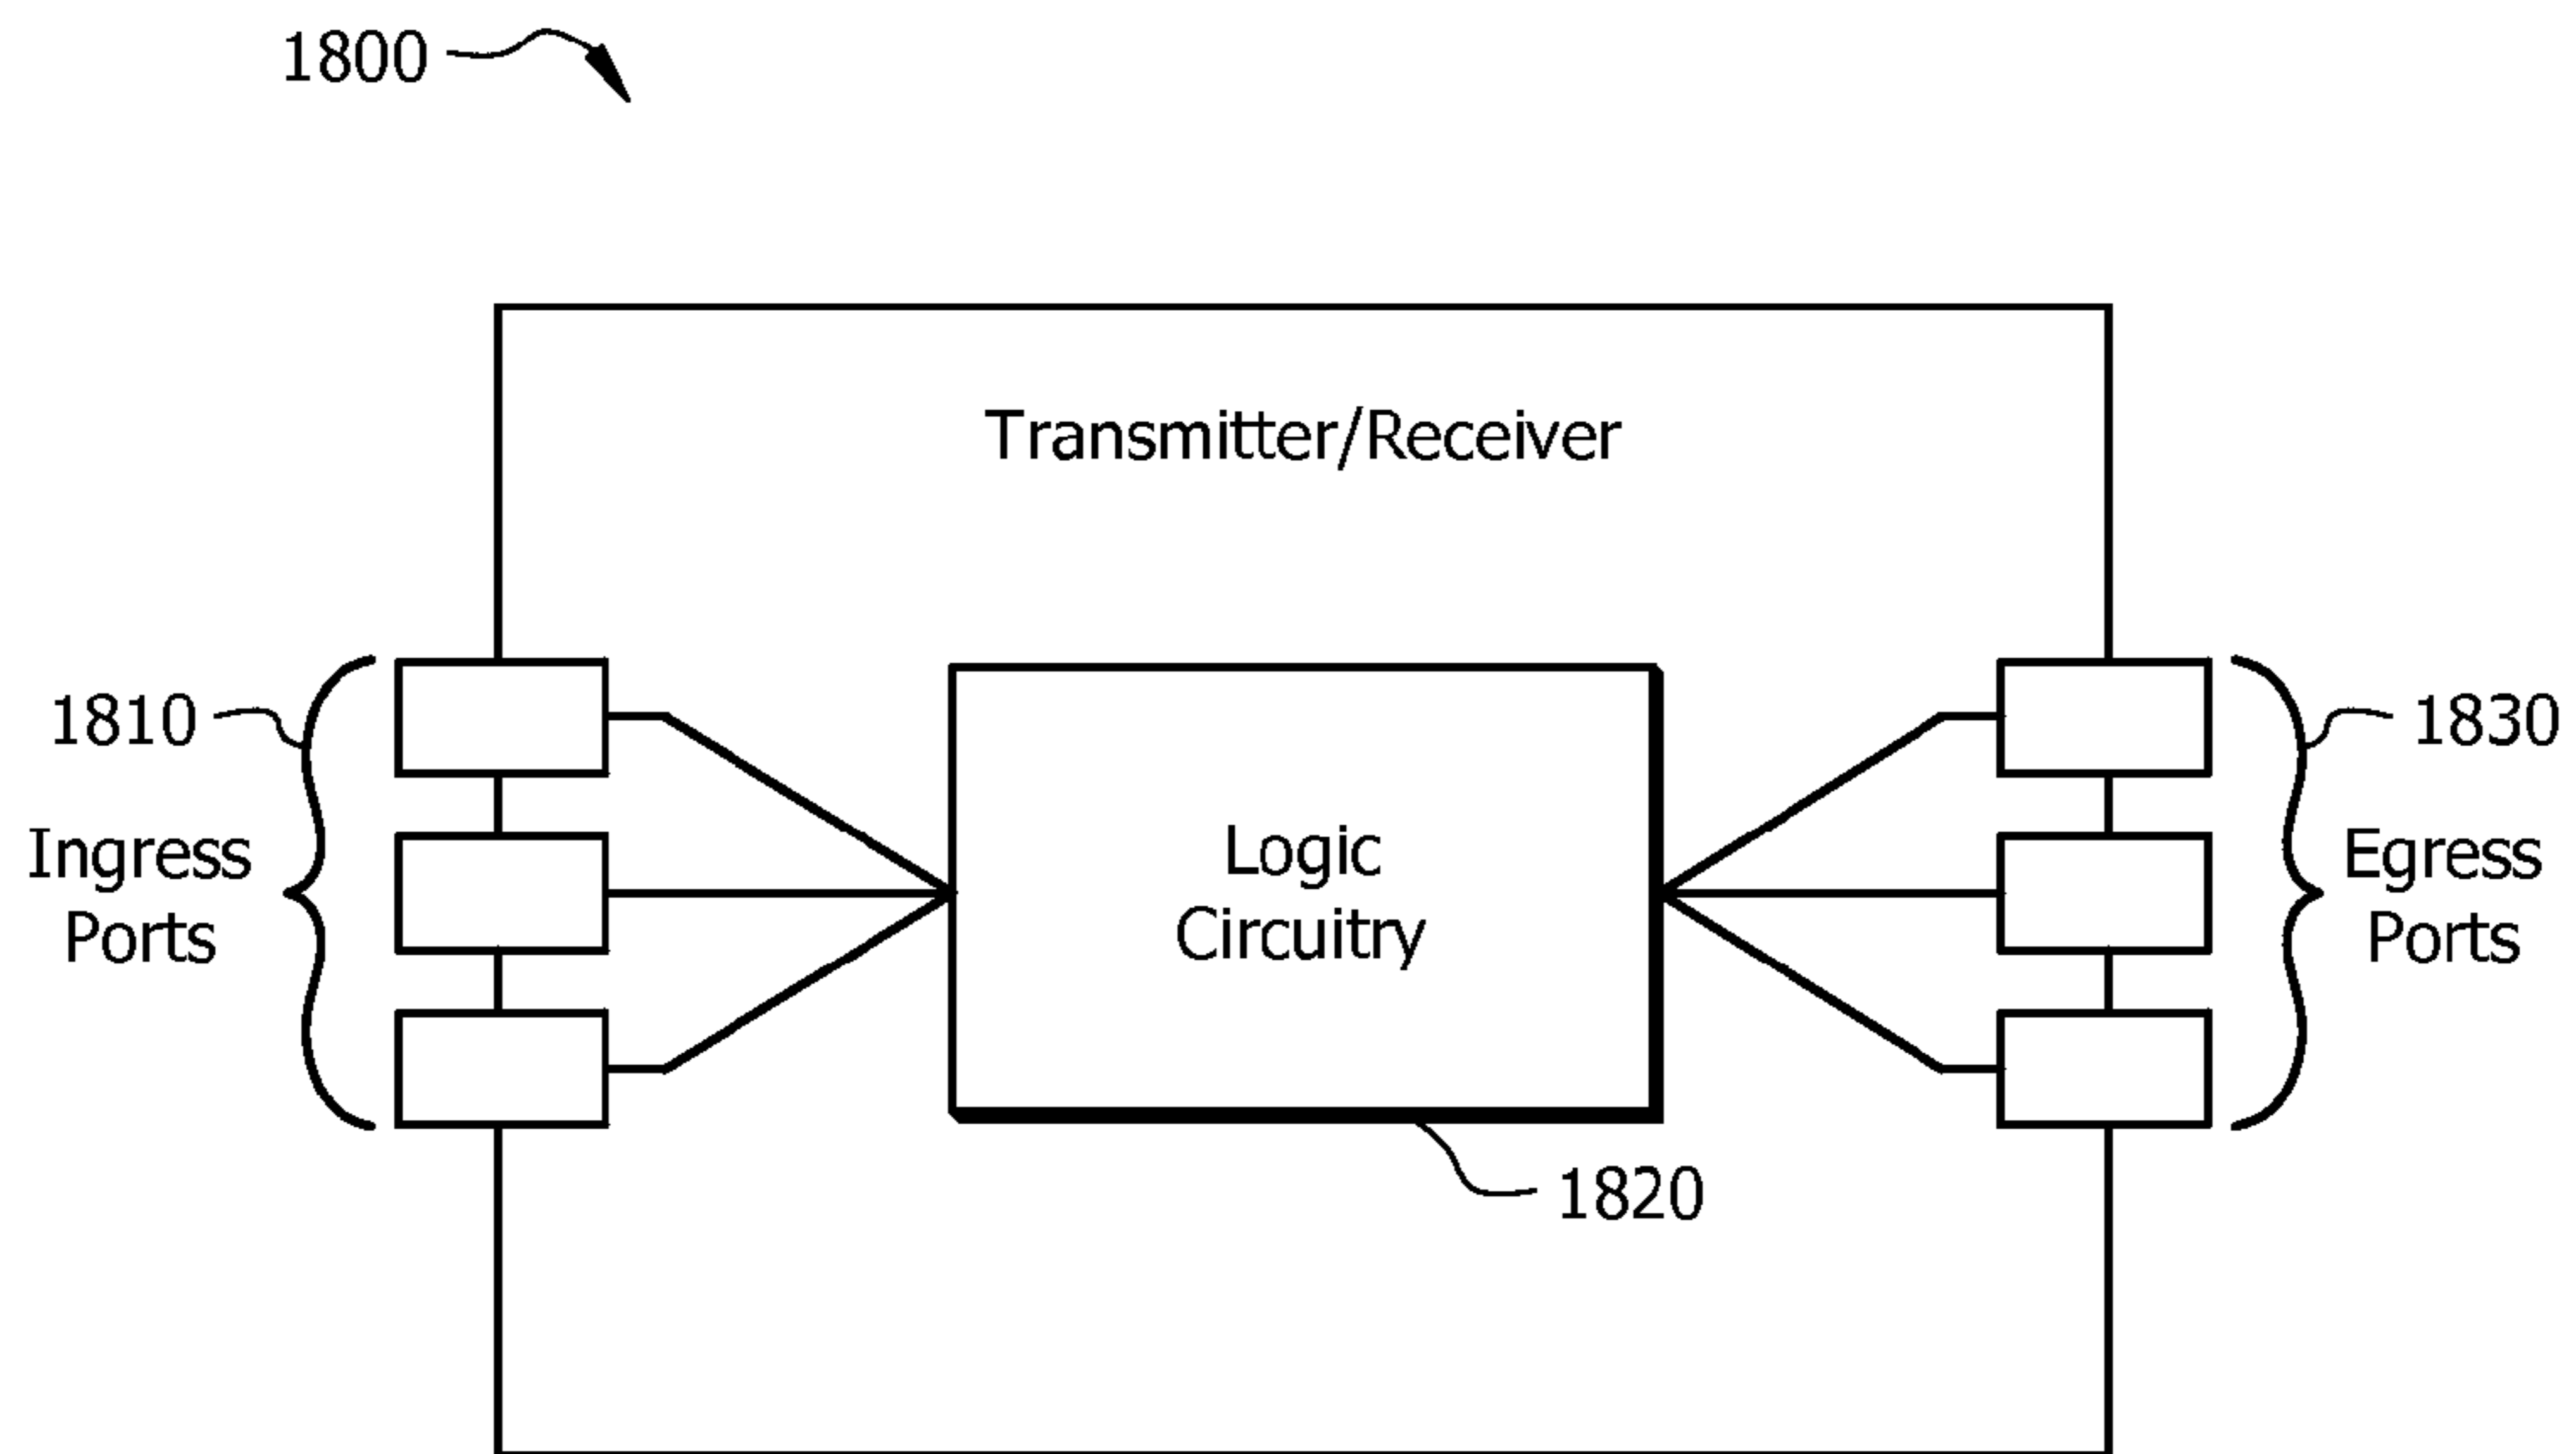 1800
Transmitter/Receiver
1810
1830
Ingress
Ports
Logic
Circuitry
Egress
Ports
1820